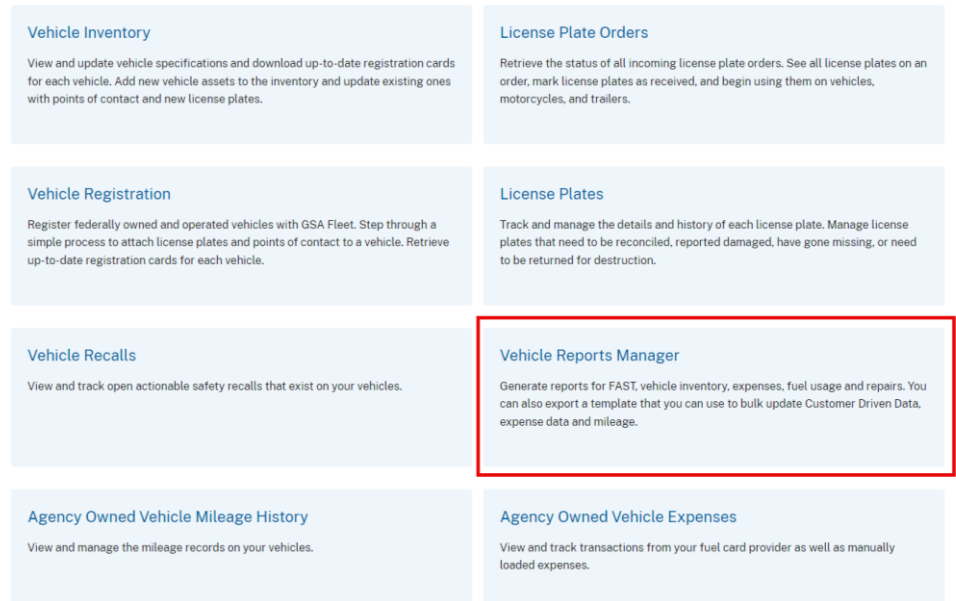 Vehicle Inventory
View and update vehicle specifications and download up-to-date registration cards
for each vehicle. Add new vehicle assets to the inventory and update existing ones
with points of contact and new license plates.
License Plate Orders
Retrieve the status of all incoming license plate orders. See all license plates on an
order, mark license plates as received, and begin using them on vehicles,
motorcycles, and trailers.
Vehicle Registration
Register federally owned and operated vehicles with GSA Fleet. Step through a
simple process to attach license plates and points of contact to a vehicle. Retrieve
up-to-date registration cards for each vehicle.
License Plates
Track and manage the details and history of each license plate. Manage license
plates that need to be reconciled, reported damaged, have gone missing, or need
to be returned for destruction.
Vehicle Recalls
View and track open actionable safety recalls that exist on your vehicles.
Vehicle Reports Manager
Generate reports for FAST, vehicle inventory, expenses, fuel usage and repairs. You
can also export a template that you can use to bulk update Customer Driven Data,
expense data and mileage.
Agency Owned Vehicle Mileage History
View and manage the mileage records on your vehicles.
Agency Owned Vehicle Expenses
View and track transactions from your fuel card provider as well as manually
loaded expenses.